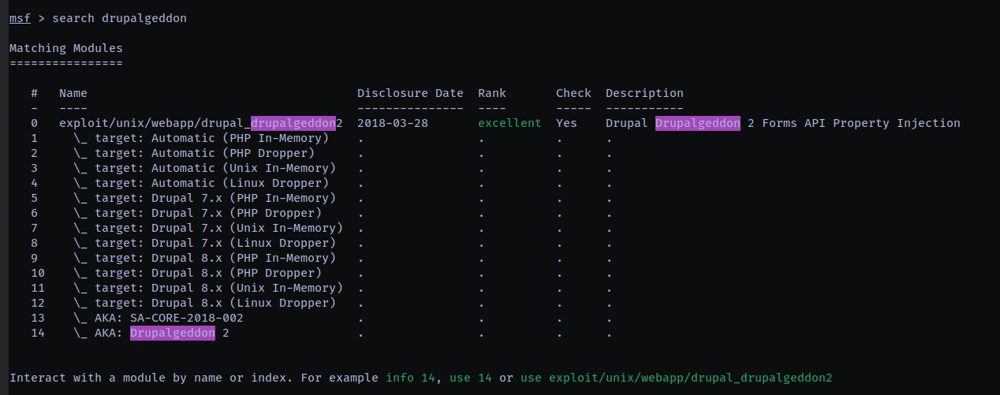 msf > search drupalgeddon
Matching Modules
================
#   Name                                           Disclosure Date  Rank       Check  Description
-   ----                                           ---------------  ----       -----  -----------
0   exploit/unix/webapp/drupal_drupalgeddon2  2018-03-28       excellent  Yes    Drupal Drupalgeddon 2 Forms API Property Injection
1     \_ target: Automatic (PHP In-Memory)    .                .          .      .
2     \_ target: Automatic (PHP Dropper)      .                .          .      .
3     \_ target: Automatic (Unix In-Memory)   .                .          .      .
4     \_ target: Automatic (Linux Dropper)    .                .          .      .
5     \_ target: Drupal 7.x (PHP In-Memory)   .                .          .      .
6     \_ target: Drupal 7.x (PHP Dropper)     .                .          .      .
7     \_ target: Drupal 7.x (Unix In-Memory)  .                .          .      .
8     \_ target: Drupal 7.x (Linux Dropper)   .                .          .      .
9     \_ target: Drupal 8.x (PHP In-Memory)   .                .          .      .
10    \_ target: Drupal 8.x (PHP Dropper)     .                .          .      .
11    \_ target: Drupal 8.x (Unix In-Memory)  .                .          .      .
12    \_ target: Drupal 8.x (Linux Dropper)   .                .          .      .
13    \_ AKA: SA-CORE-2018-002                .                .          .      .
14    \_ AKA: Drupalgeddon 2                  .                .          .      .
Interact with a module by name or index. For example info 14, use 14 or use exploit/unix/webapp/drupal_drupalgeddon2